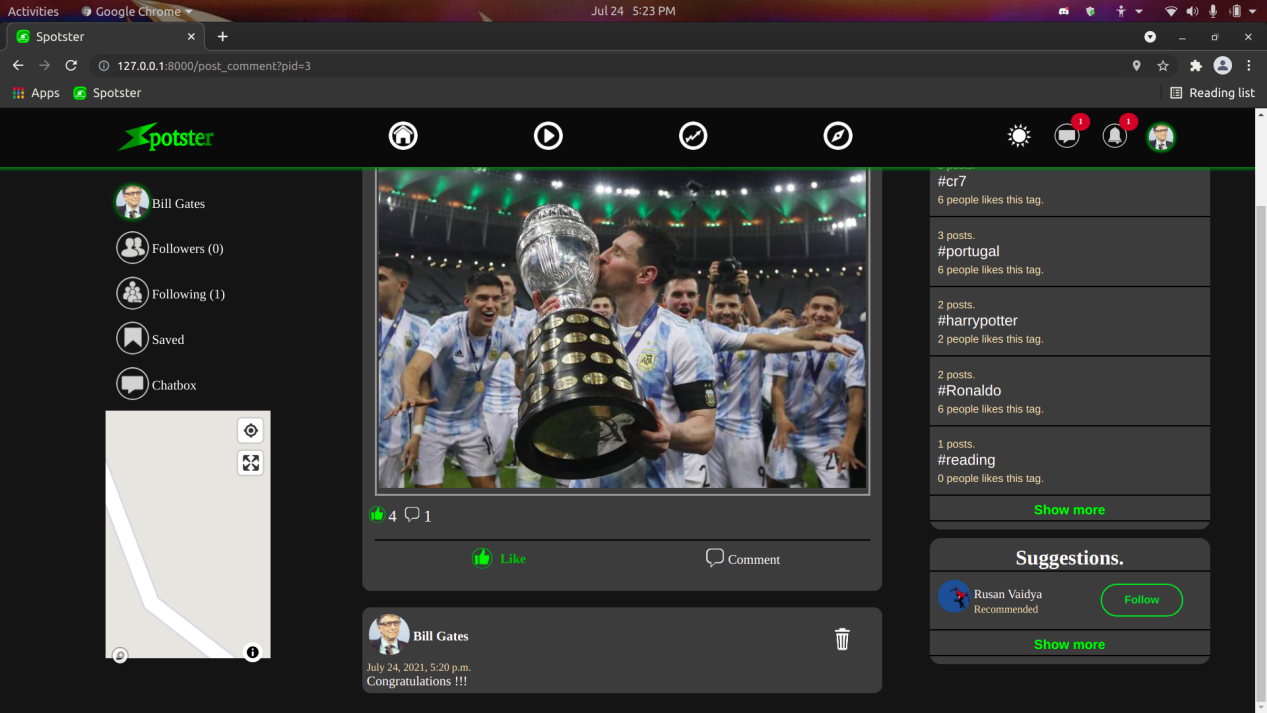 Activities
Google Chrome
Jul 24 5:23 PM
Spotster
127.0.0.1:8000/post_comment?pid=3
Apps
Spotster
Reading list
Spotster
1
1
Bill Gates
Followers (0)
Following (1)
Saved
Chatbox
4
1
Like
Comment
Bill Gates
July 24, 2021, 5:20 p.m.
Congratulations !!!
#cr7
6 people likes this tag.
3 posts.
#portugal
6 people likes this tag.
2 posts.
#harrypotter
2 people likes this tag.
2 posts.
#Ronaldo
6 people likes this tag.
1 posts.
#reading
0 people likes this tag.
Show more
Suggestions.
Rusan Vaidya
Recommended
Follow
Show more